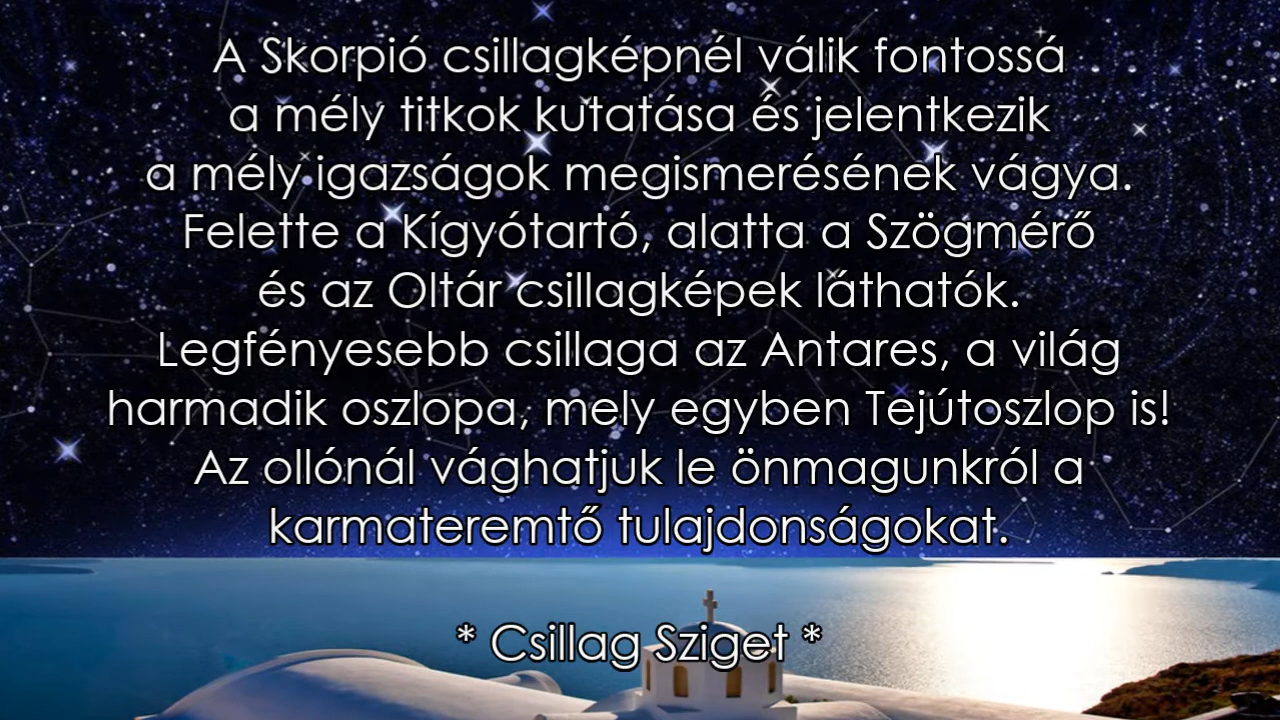 A Skorpió csillagképnél válik fontossá
a mély titkok kutatása és jelentkezik
a mély igazságok megismerésének vágya.
Felette a Kígyótartó, alatta a Szögmérő
és az Oltár csillagképek láthatók.
Legfényesebb csillaga az Antares, a világ
harmadik oszlopa, mely egyben Tejútoszlop is!
Az ollónál vághatjuk le önmagunkról a
karmateremtő tulajdonságokat.
* Csillag Sziget *